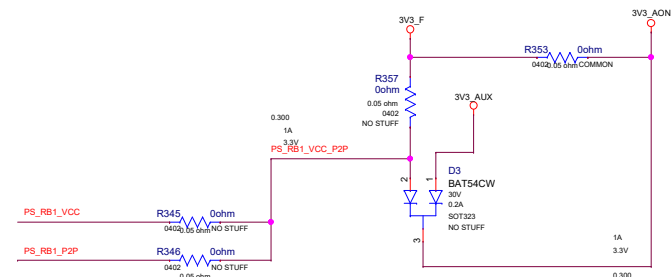 3V3_F
3V3_AON
R353
0ohm
0402
0.05 ohm
COMMON
R357
0ohm
0.05 ohm
0402
NO STUFF
3V3_AUX
0.300
1A
3.3V
PS_RB1_VCC_P2P
2
1
D3
BAT54CW
30V
0.2A
SOT323
NO STUFF
3
PS_RB1_VCC
R345
0ohm
0402
0.05 ohm
NO STUFF
PS_RB1_P2P
R346
0ohm
0402
0.05 ohm
NO STUFF
1A
3.3V
0.300